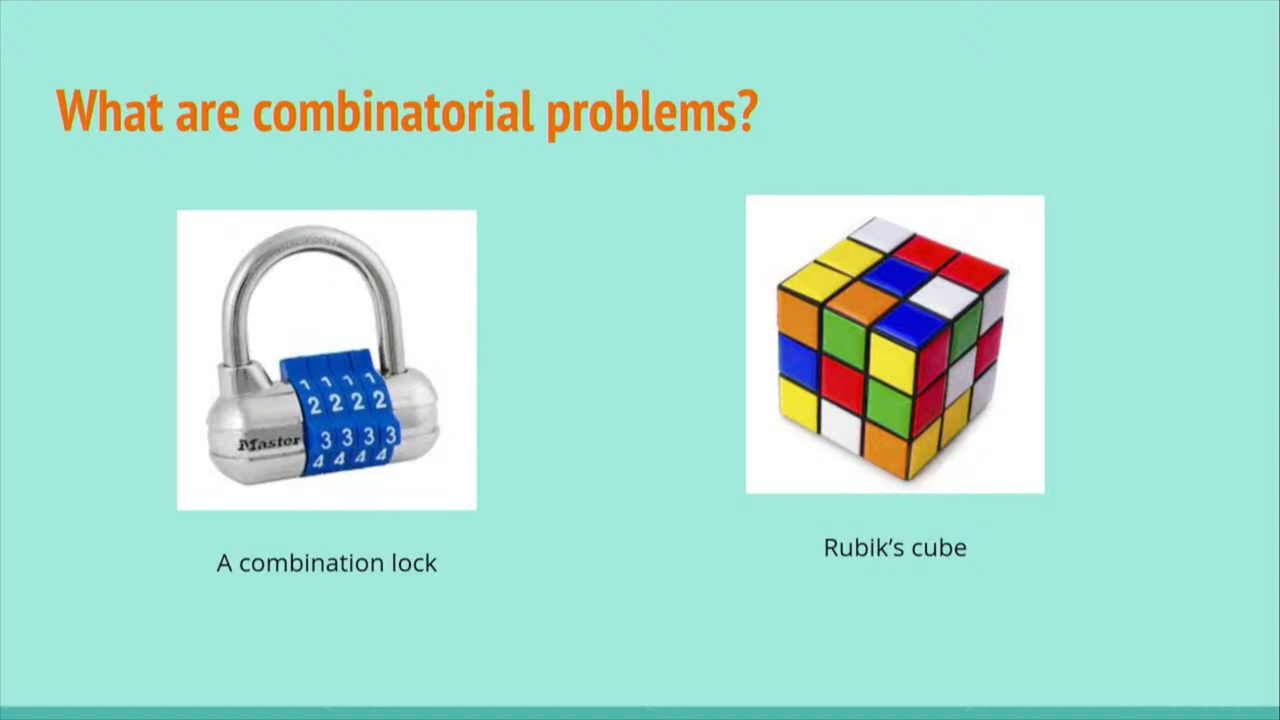 What are combinatorial problems?
1 1 1 1
2 2 2 2
Master
3 3 3 3
4 4 4 4
A combination lock
Rubik's cube